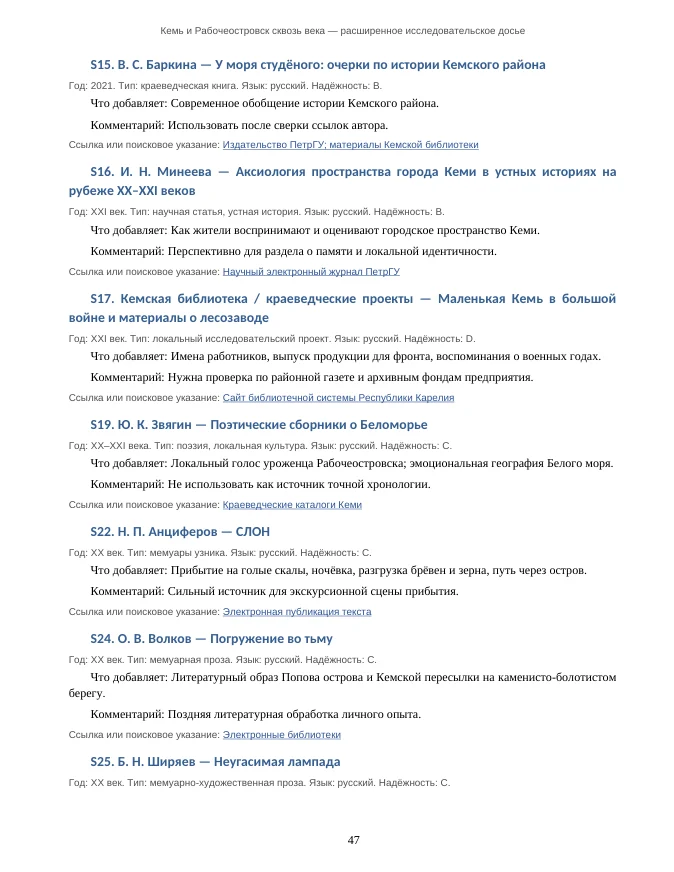 Кемь и Рабочеостровск сквозь века — расширенное исследовательское досье
S15. В. С. Баркина — У моря студёного: очерки по истории Кемского района
Год: 2021. Тип: краеведческая книга. Язык: русский. Надёжность: B.
Что добавляет: Современное обобщение истории Кемского района.
Комментарий: Использовать после сверки ссылок автора.
Ссылка или поисковое указание: Издательство ПетрГУ; материалы Кемской библиотеки
S16. И. Н. Минеева — Аксиология пространства города Кеми в устных историях на
рубеже XX–XXI веков
Год: XXI век. Тип: научная статья, устная история. Язык: русский. Надёжность: B.
Что добавляет: Как жители воспринимают и оценивают городское пространство Кеми.
Комментарий: Перспективно для раздела о памяти и локальной идентичности.
Ссылка или поисковое указание: Научный электронный журнал ПетрГУ
S17. Кемская библиотека / краеведческие проекты — Маленькая Кемь в большой
войне и материалы о лесозаводе
Год: XXI век. Тип: локальный исследовательский проект. Язык: русский. Надёжность: D.
Что добавляет: Имена работников, выпуск продукции для фронта, воспоминания о военных годах.
Комментарий: Нужна проверка по районной газете и архивным фондам предприятия.
Ссылка или поисковое указание: Сайт библиотечной системы Республики Карелия
S19. Ю. К. Звягин — Поэтические сборники о Беломорье
Год: XX–XXI века. Тип: поэзия, локальная культура. Язык: русский. Надёжность: C.
Что добавляет: Локальный голос уроженца Рабочеостровска; эмоциональная география Белого моря.
Комментарий: Не использовать как источник точной хронологии.
Ссылка или поисковое указание: Краеведческие каталоги Кеми
S22. Н. П. Анциферов — СЛОН
Год: XX век. Тип: мемуары узника. Язык: русский. Надёжность: C.
Что добавляет: Прибытие на голые скалы, ночёвка, разгрузка брёвен и зерна, путь через остров.
Комментарий: Сильный источник для экскурсионной сцены прибытия.
Ссылка или поисковое указание: Электронная публикация текста
S24. О. В. Волков — Погружение во тьму
Год: XX век. Тип: мемуарная проза. Язык: русский. Надёжность: C.
Что добавляет: Литературный образ Попова острова и Кемской пересылки на каменисто-болотистом
берегу.
Комментарий: Поздняя литературная обработка личного опыта.
Ссылка или поисковое указание: Электронные библиотеки
S25. Б. Н. Ширяев — Неугасимая лампада
Год: XX век. Тип: мемуарно-художественная проза. Язык: русский. Надёжность: C.
47